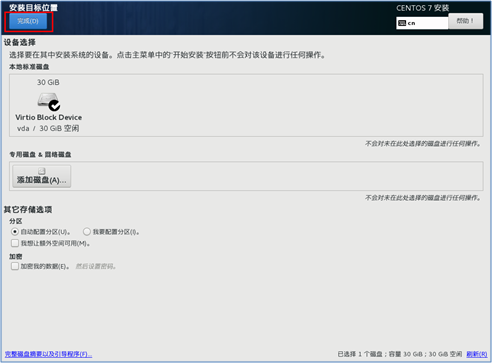 安装目标位置
CENTOS 7 安装
完成(D)
cn
帮助！
设备选择
选择要在其中安装系统的设备。点击主菜单中的"开始安装"按钮前不会对该设备进行任何操作。
本地标准磁盘
30 GiB
Virtio Block Device
vda / 30 GiB 空闲
不会对未在此处选择的磁盘进行任何操作。
专用磁盘 & 网络磁盘
添加磁盘(A)...
不会对未在此处选择的磁盘进行任何操作。
其它存储选项
分区
自动配置分区(U)。
我要配置分区(I)。
我想让额外空间可用(M)。
加密
加密我的数据(E)。
然后设置密码。
完整磁盘摘要以及引导程序(F)...
已选择 1 个磁盘；容量 30 GiB；30 GiB 空闲
刷新(R)